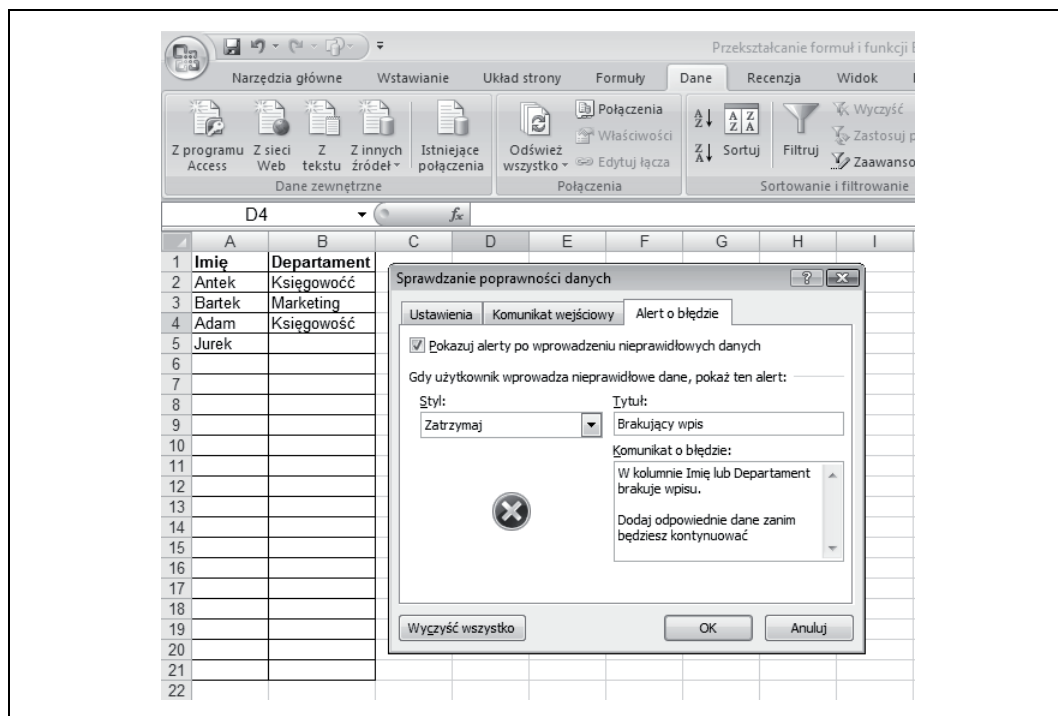 Przekształcanie formuł i funkcji
Narzędzia główne Wstawianie Układ strony Formuły Dane Recenzja Widok
Z programu Access
Z sieci Web
Z tekstu
Z innych źródeł
Istniejące połączenia
Dane zewnętrzne
Odśwież wszystko
Połączenia
Właściwości
Edytuj łącza
Połączenia
Sortuj
Filtruj
Wyczyść
Zastosuj
Sortowanie i filtrowanie
D4 fx
A B C D E F G H I
1 Imię Departament
2 Antek Księgowoćć
3 Bartek Marketing
4 Adam Księgowość
5 Jurek
6
7
8
9
10
11
12
13
14
15
16
17
18
19
20
21
22
Sprawdzanie poprawności danych
Ustawienia Komunikat wejściowy Alert o błędzie
Pokazuj alerty po wprowadzeniu nieprawidłowych danych
Gdy użytkownik wprowadza nieprawidłowe dane, pokaż ten alert:
Styl: Tytuł:
Zatrzymaj Brakujący wpis
Komunikat o błędzie:
W kolumnie Imię lub Departament
brakuje wpisu.
Dodaj odpowiednie dane zanim
będziesz kontynuować
Wyczyść wszystko OK Anuluj